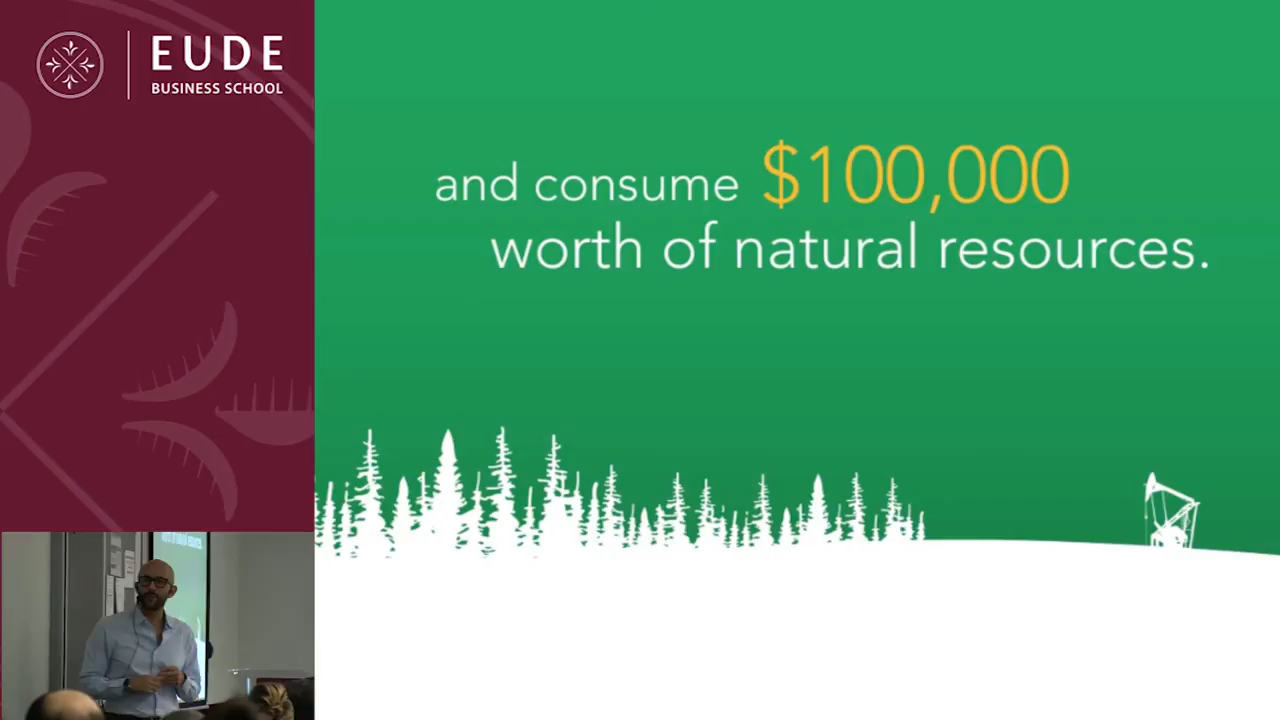 EUDE
BUSINESS SCHOOL
and consume $100,000
worth of natural resources.